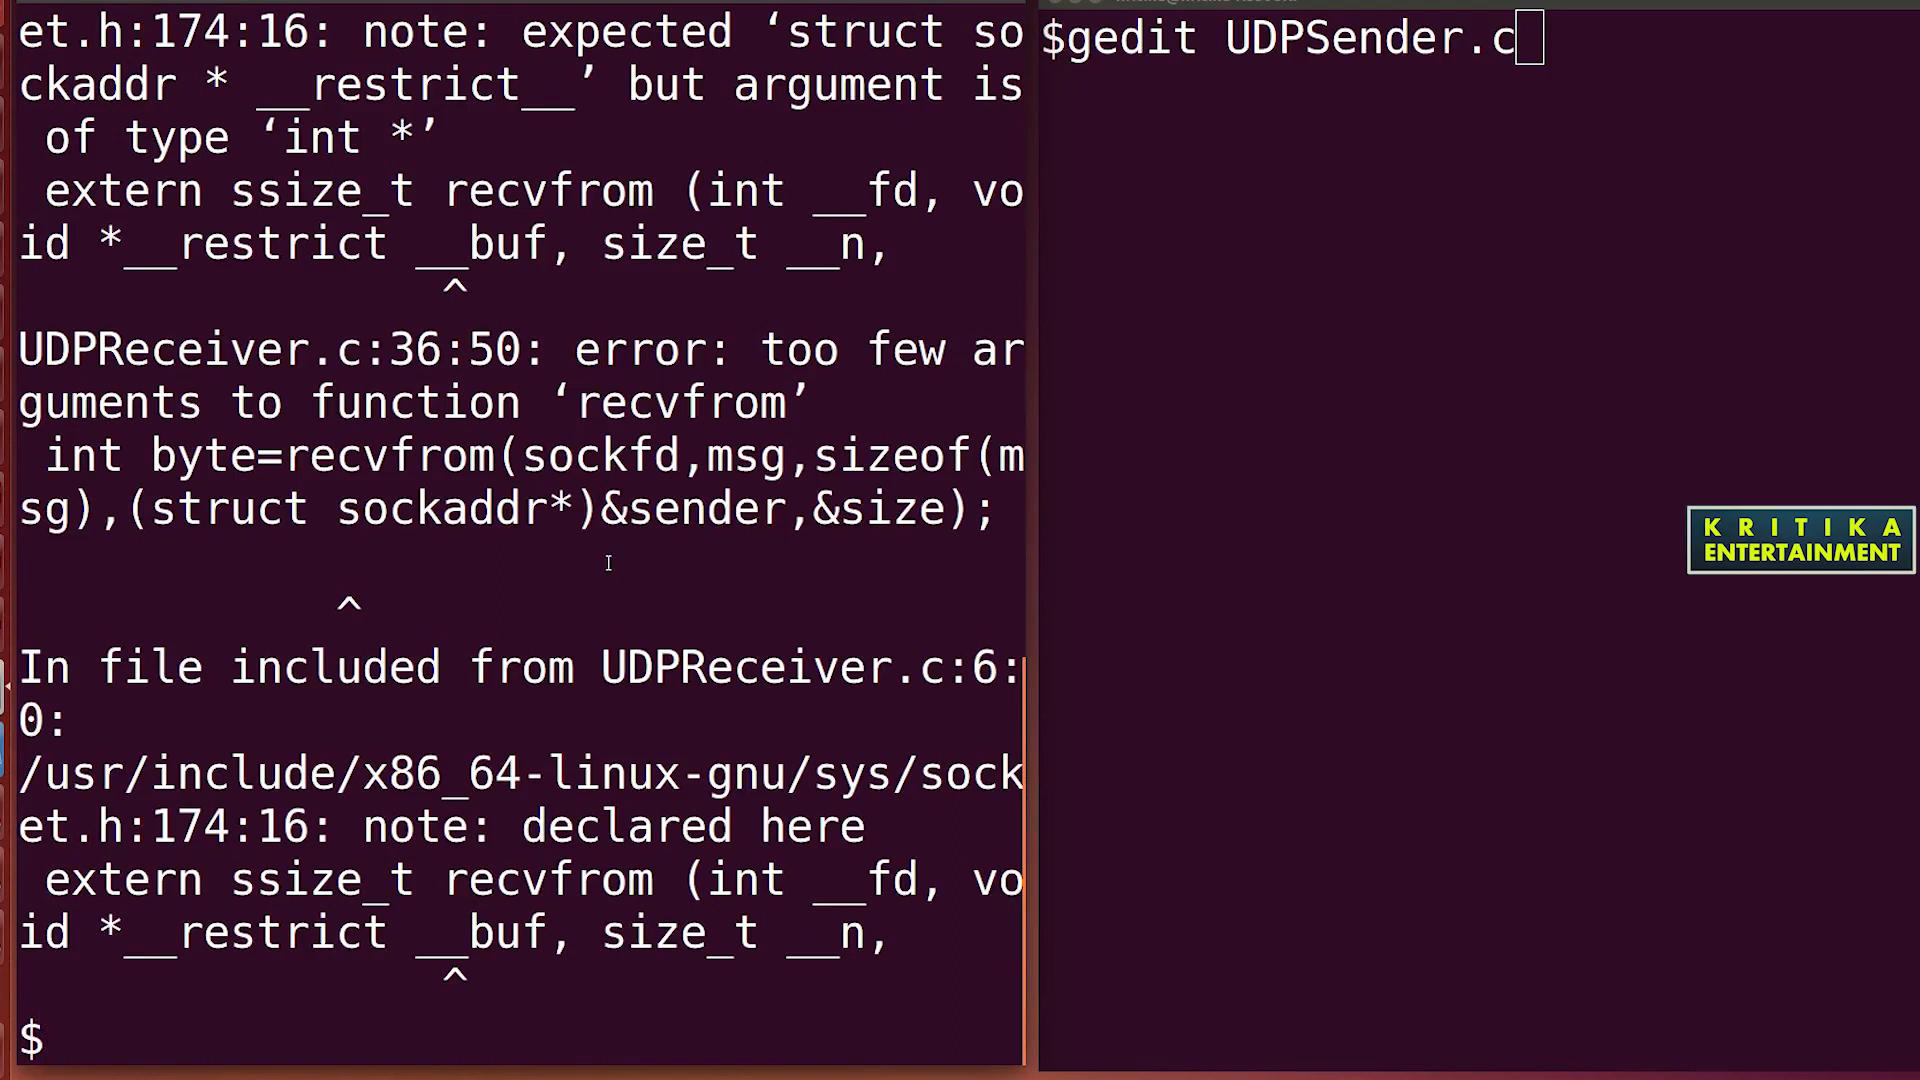 et.h:174:16: note: expected ‘struct so
ckaddr * __restrict__’ but argument is
 of type ‘int *’
 extern ssize_t recvfrom (int __fd, vo
id *__restrict __buf, size_t __n,
                ^
UDPReceiver.c:36:50: error: too few ar
guments to function ‘recvfrom’
 int byte=recvfrom(sockfd,msg,sizeof(m
sg),(struct sockaddr*)&sender,&size);
            ^
In file included from UDPReceiver.c:6:
0:
/usr/include/x86_64-linux-gnu/sys/sock
et.h:174:16: note: declared here
 extern ssize_t recvfrom (int __fd, vo
id *__restrict __buf, size_t __n,
                ^
$
$gedit UDPSender.c
KRITIKA
ENTERTAINMENT